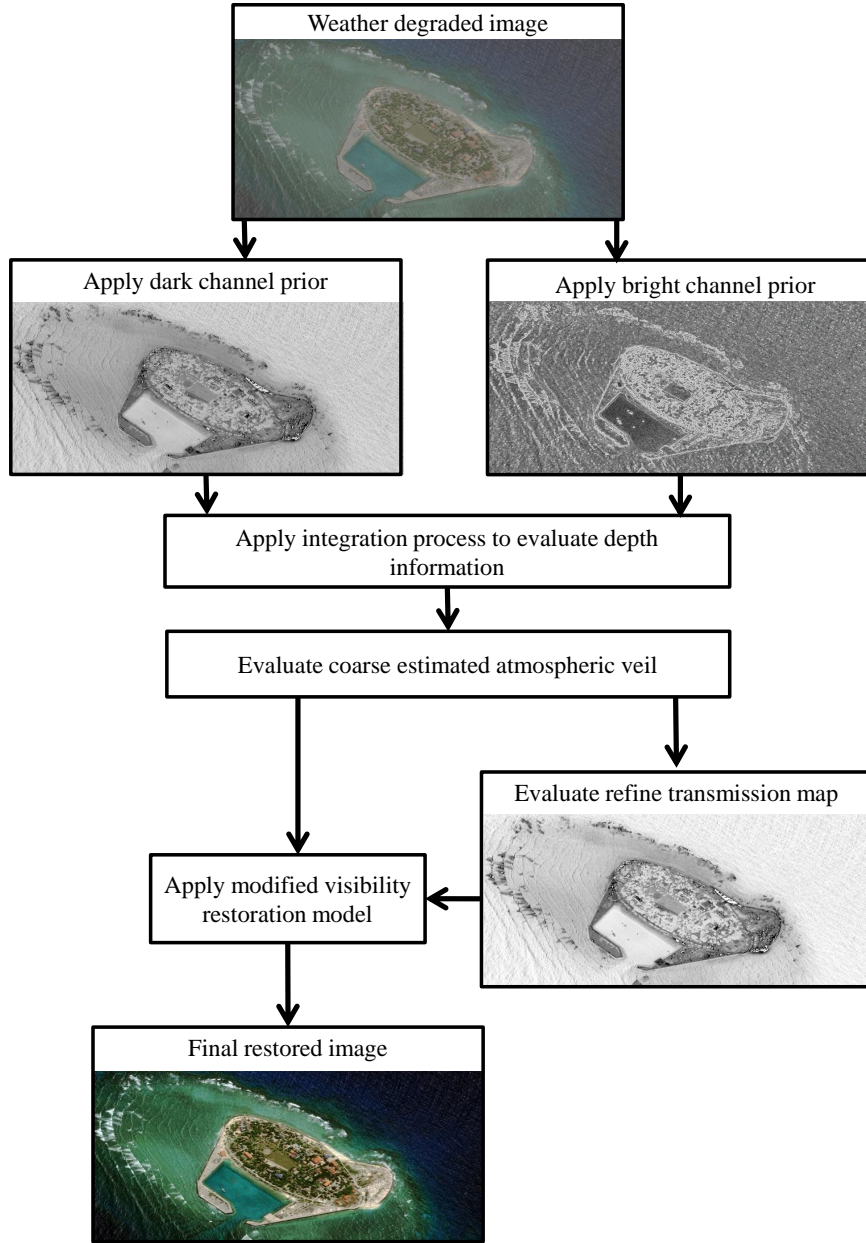 Weather degraded image
Apply dark channel prior
Apply bright channel prior
Apply integration process to evaluate depth
information
Evaluate coarse estimated atmospheric veil
Evaluate refine transmission map
Apply modified visibility
restoration model
Final restored image